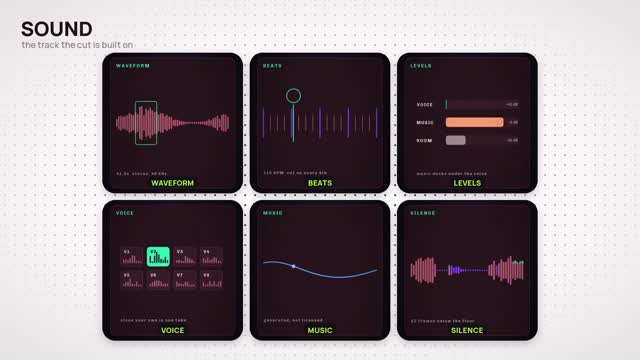 SOUND
the track the cut is built on
WAVEFORM
stereo
WAVEFORM
BEATS
BEATS
LEVELS
VOICE
MUSIC
ROOM
music ducks under the voice
LEVELS
VOICE
V1
V2
V3
V4
V5
V6
V7
V8
clone your own in one take
VOICE
MUSIC
generated, not licensed
MUSIC
SILENCE
SILENCE